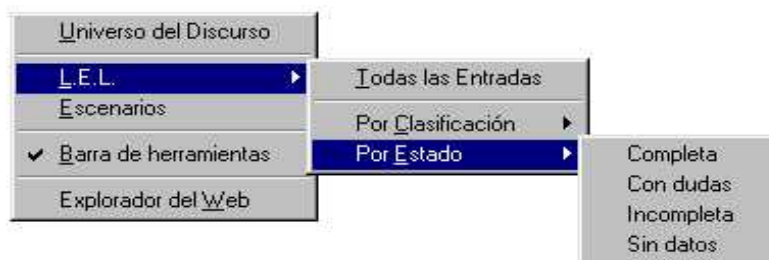 Universo del Discurso
L.E.L.
Escenarios
Barra de herramientas
Explorador del Web
Todas las Entradas
Por Clasificación
Por Estado
Completa
Con dudas
Incompleta
Sin datos